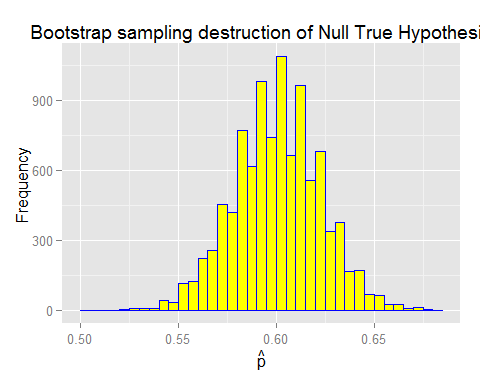 Bootstrap sampling destruction of Null True Hypothesi
900
600
300
0
Frequency
0.50 0.55 0.60 0.65
p̂